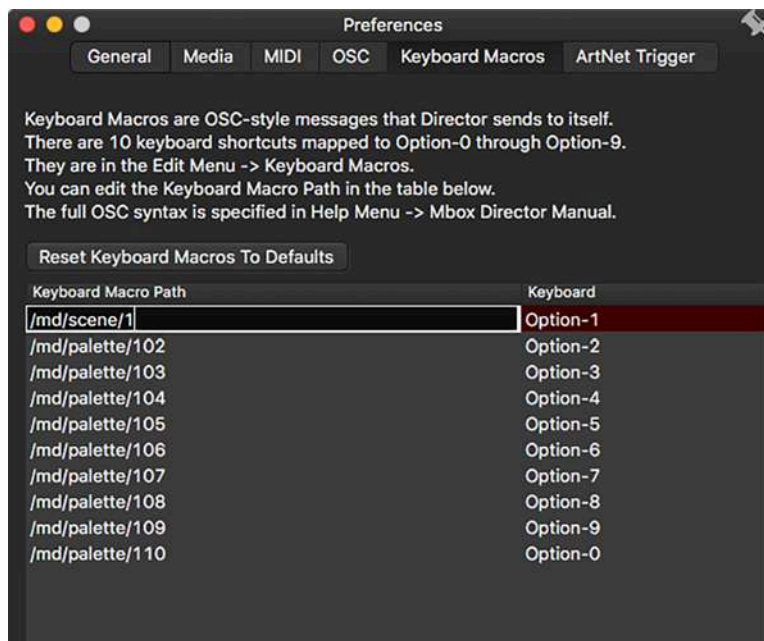 Preferences
General Media MIDI OSC Keyboard Macros ArtNet Trigger
Keyboard Macros are OSC-style messages that Director sends to itself.
There are 10 keyboard shortcuts mapped to Option-0 through Option-9.
They are in the Edit Menu -> Keyboard Macros.
You can edit the Keyboard Macro Path in the table below.
The full OSC syntax is specified in Help Menu -> Mbox Director Manual.
Reset Keyboard Macros To Defaults
Keyboard Macro Path Keyboard
/md/scene/1 Option-1
/md/palette/102 Option-2
/md/palette/103 Option-3
/md/palette/104 Option-4
/md/palette/105 Option-5
/md/palette/106 Option-6
/md/palette/107 Option-7
/md/palette/108 Option-8
/md/palette/109 Option-9
/md/palette/110 Option-0